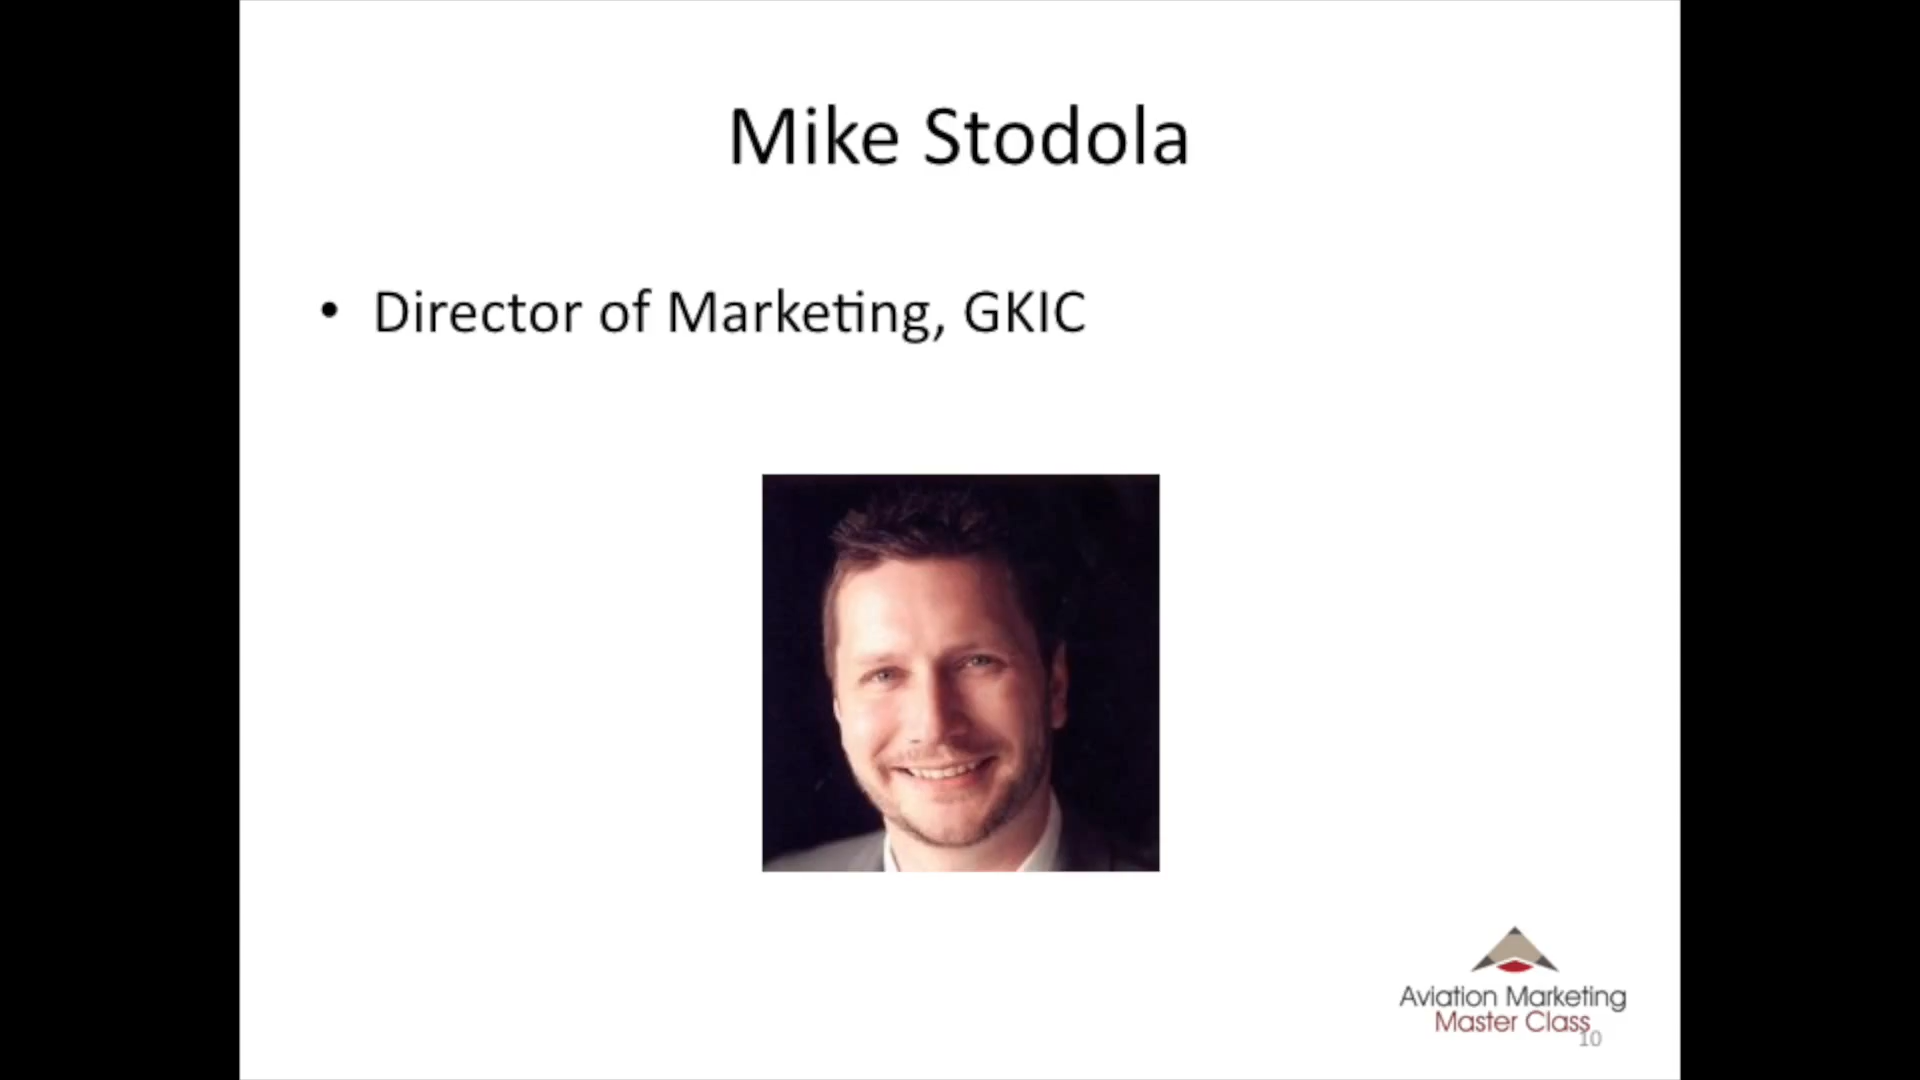 Mike Stodola
• Director of Marketing, GKIC
Aviation Marketing
Master Class
10